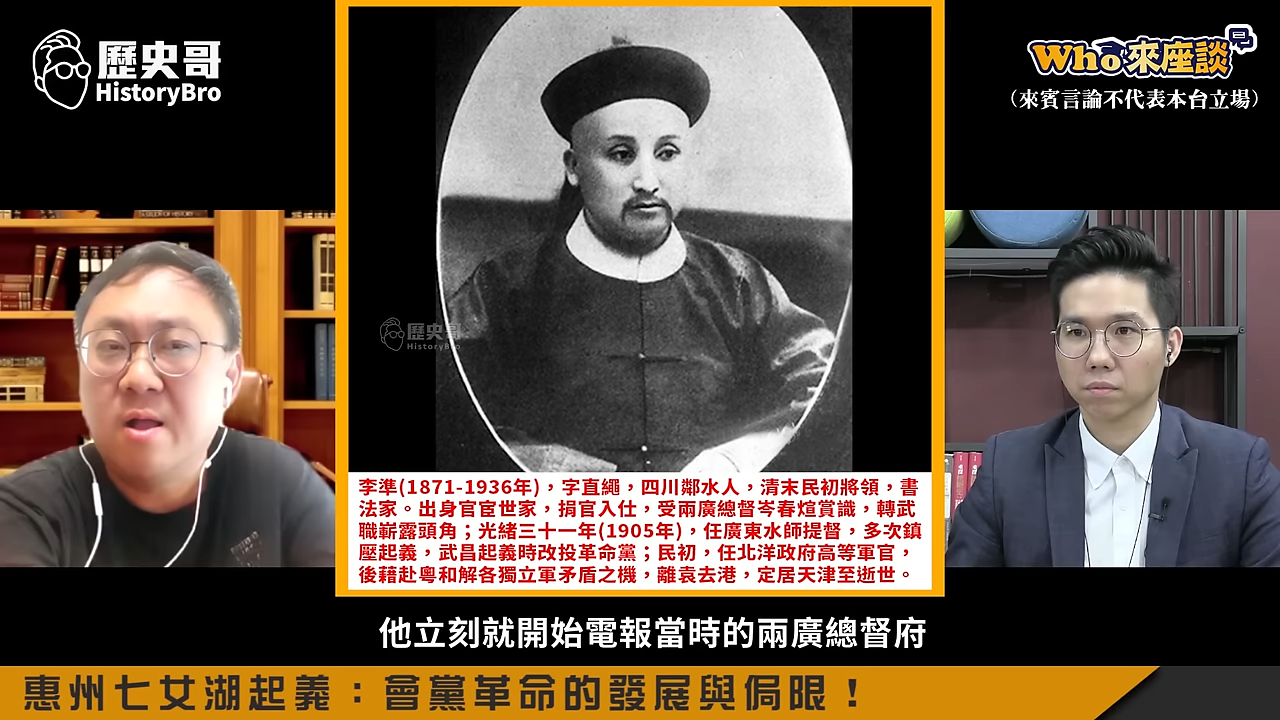 歷史哥
HistoryBro
Who來座談
（來賓言論不代表本台立場）
STUDY OF HISTORY
歷史哥
HistoryBro
李準(1871-1936年)，字直繩，四川鄰水人，清末民初將領，書
法家。出身官宦世家，捐官入仕，受兩廣總督岑春煊賞識，轉武
職嶄露頭角；光緒三十一年(1905年)，任廣東水師提督，多次鎮
壓起義，武昌起義時改投革命黨；民初，任北洋政府高等軍官，
後藉赴粵和解各獨立軍矛盾之機，離袁去港，定居天津至逝世。
他立刻就開始電報當時的兩廣總督府
惠州七女湖起義：會黨革命的發展與侷限！